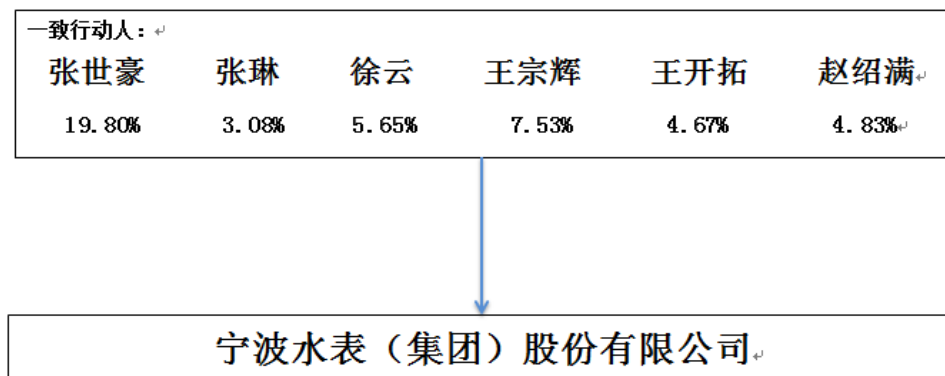 一致行动人：
张世豪 张琳 徐云 王宗辉 王开拓 赵绍满
19.80% 3.08% 5.65% 7.53% 4.67% 4.83%
宁波水表（集团）股份有限公司